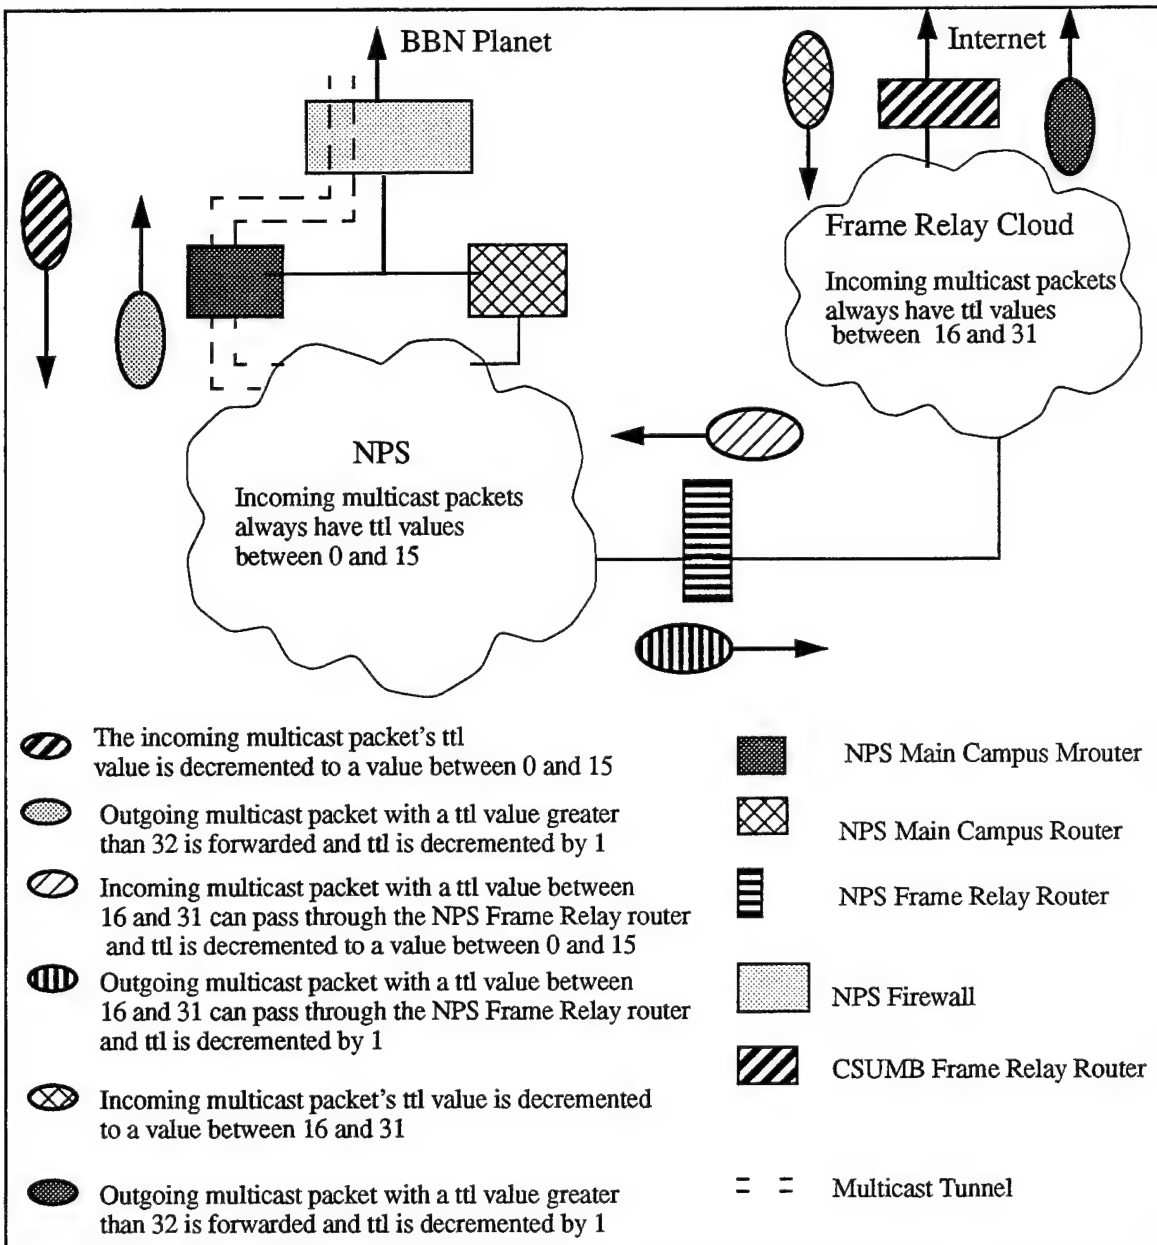 BBN Planet
Internet
Frame Relay Cloud
Incoming multicast packets
always have ttl values
between 16 and 31
NPS
Incoming multicast packets
always have ttl values
between 0 and 15
The incoming multicast packet's ttl
value is decremented to a value between 0 and 15
Outgoing multicast packet with a ttl value greater
than 32 is forwarded and ttl is decremented by 1
Incoming multicast packet with a ttl value between
16 and 31 can pass through the NPS Frame Relay router
and ttl is decremented to a value between 0 and 15
Outgoing multicast packet with a ttl value between
16 and 31 can pass through the NPS Frame Relay router
and ttl is decremented by 1
Incoming multicast packet's ttl value is decremented
to a value between 16 and 31
Outgoing multicast packet with a ttl value greater
than 32 is forwarded and ttl is decremented by 1
NPS Main Campus Mrouter
NPS Main Campus Router
NPS Frame Relay Router
NPS Firewall
CSUMB Frame Relay Router
Multicast Tunnel